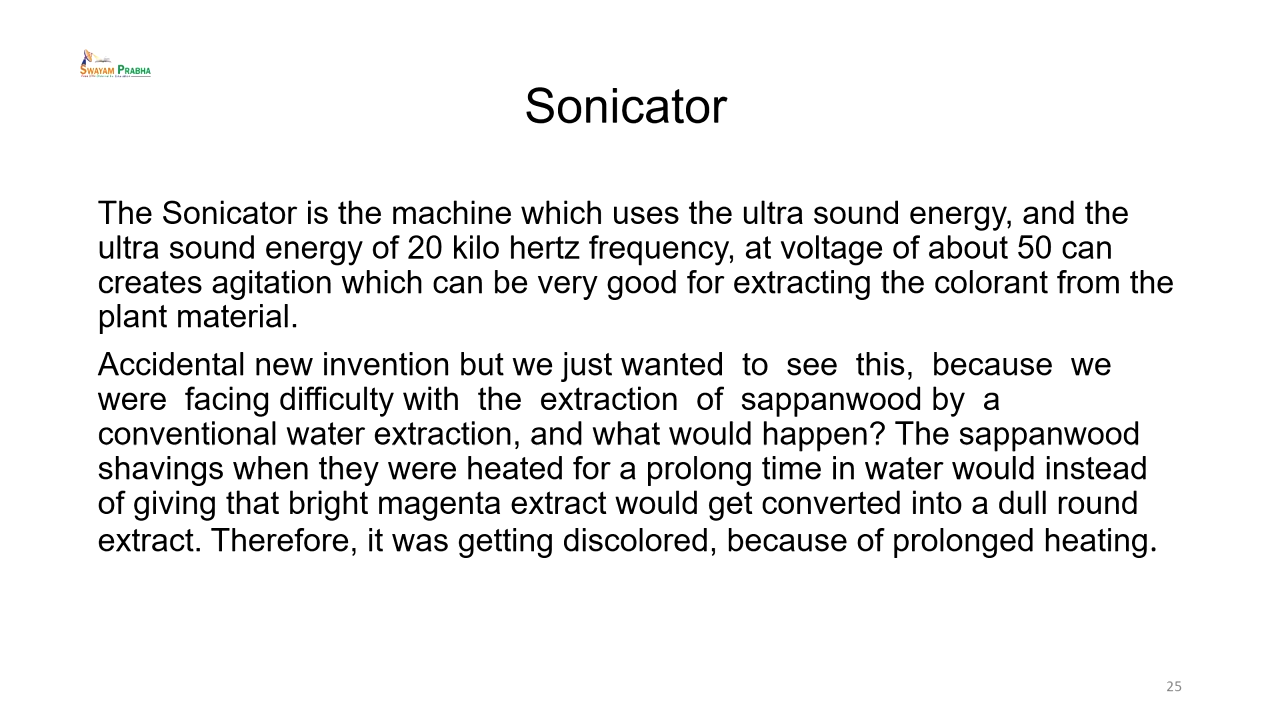 SWAYAM PRABHA
Sonicator
The Sonicator is the machine which uses the ultra sound energy, and the
ultra sound energy of 20 kilo hertz frequency, at voltage of about 50 can
creates agitation which can be very good for extracting the colorant from the
plant material.
Accidental new invention but we just wanted to see this, because we
were facing difficulty with the extraction of sappanwood by a
conventional water extraction, and what would happen? The sappanwood
shavings when they were heated for a prolong time in water would instead
of giving that bright magenta extract would get converted into a dull round
extract. Therefore, it was getting discolored, because of prolonged heating.
25